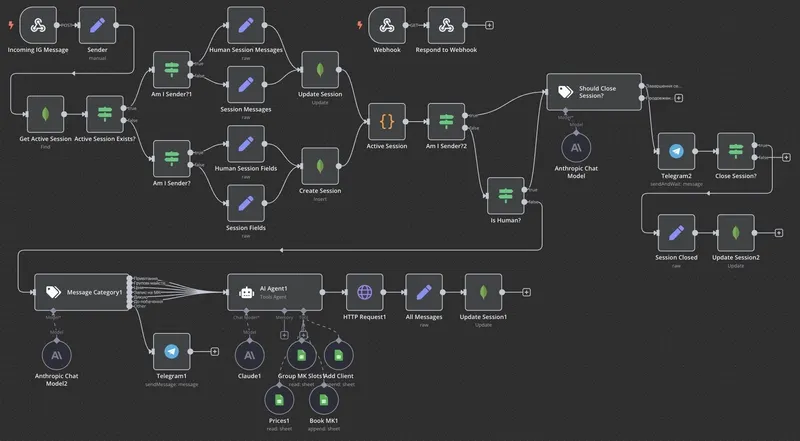 Incoming IG Message
POST
Sender
manual
Human Session Messages
raw
Session Messages
raw
Am I Sender?1
true
false
Update Session
Update
Webhook
GET
Respond to Webhook
Get Active Session
Find
Active Session Exists?
true
false
Am I Sender?
true
false
Human Session Fields
raw
Session Fields
raw
Create Session
Insert
Active Session
Am I Sender?2
true
false
Is Human?
true
false
Should Close
Session?
Model*
Model
Anthropic Chat
Model
Telegram2
sendAndWait: message
Close Session?
true
false
Session Closed
raw
Update Session2
Update
Message Category1
Model*
Model
Anthropic Chat
Model2
Telegram1
sendMessage: message
AI Agent1
Tools Agent
Chat Model*
Memory
Model
Claude1
Group MK Slots1
read: sheet
Add Client
append: sheet
Prices1
read: sheet
Book MK1
append: sheet
HTTP Request1
All Messages
raw
Update Session1
Update